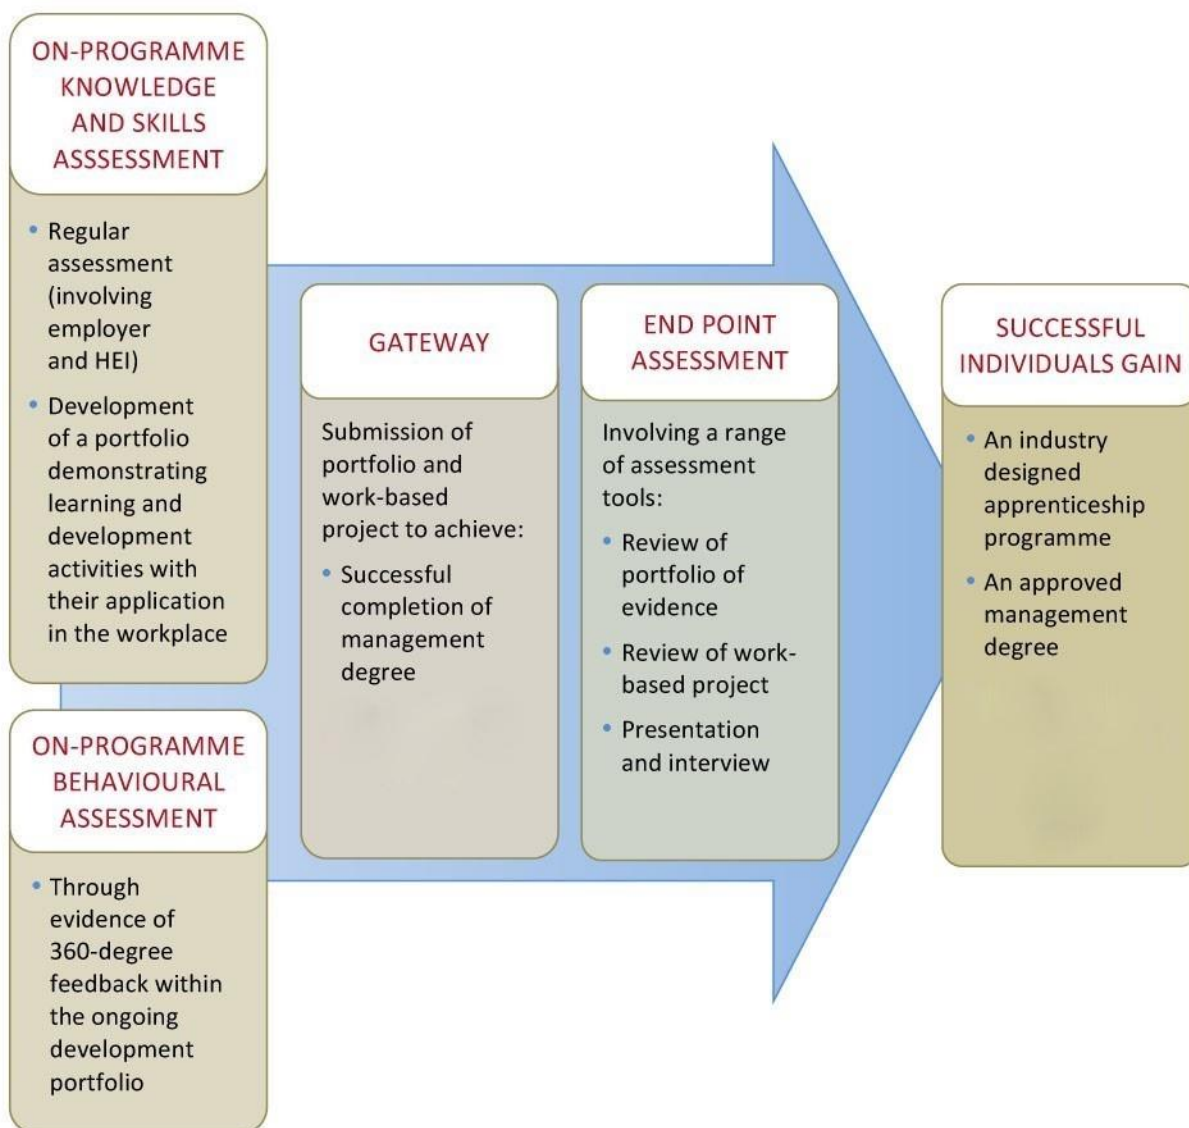 ON-PROGRAMME
KNOWLEDGE
AND SKILLS
ASSSESSMENT
• Regular
assessment
(involving
employer
and HEI)
• Development
of a portfolio
demonstrating
learning and
development
activities with
their application
in the workplace
ON-PROGRAMME
BEHAVIOURAL
ASSESSMENT
• Through
evidence of
360-degree
feedback within
the ongoing
development
portfolio
GATEWAY
Submission of
portfolio and
work-based
project to achieve:
• Successful
completion of
management
degree
END POINT
ASSESSMENT
Involving a range
of assessment
tools:
• Review of
portfolio of
evidence
• Review of work-
based project
• Presentation
and interview
SUCCESSFUL
INDIVIDUALS GAIN
• An industry
designed
apprenticeship
programme
• An approved
management
degree